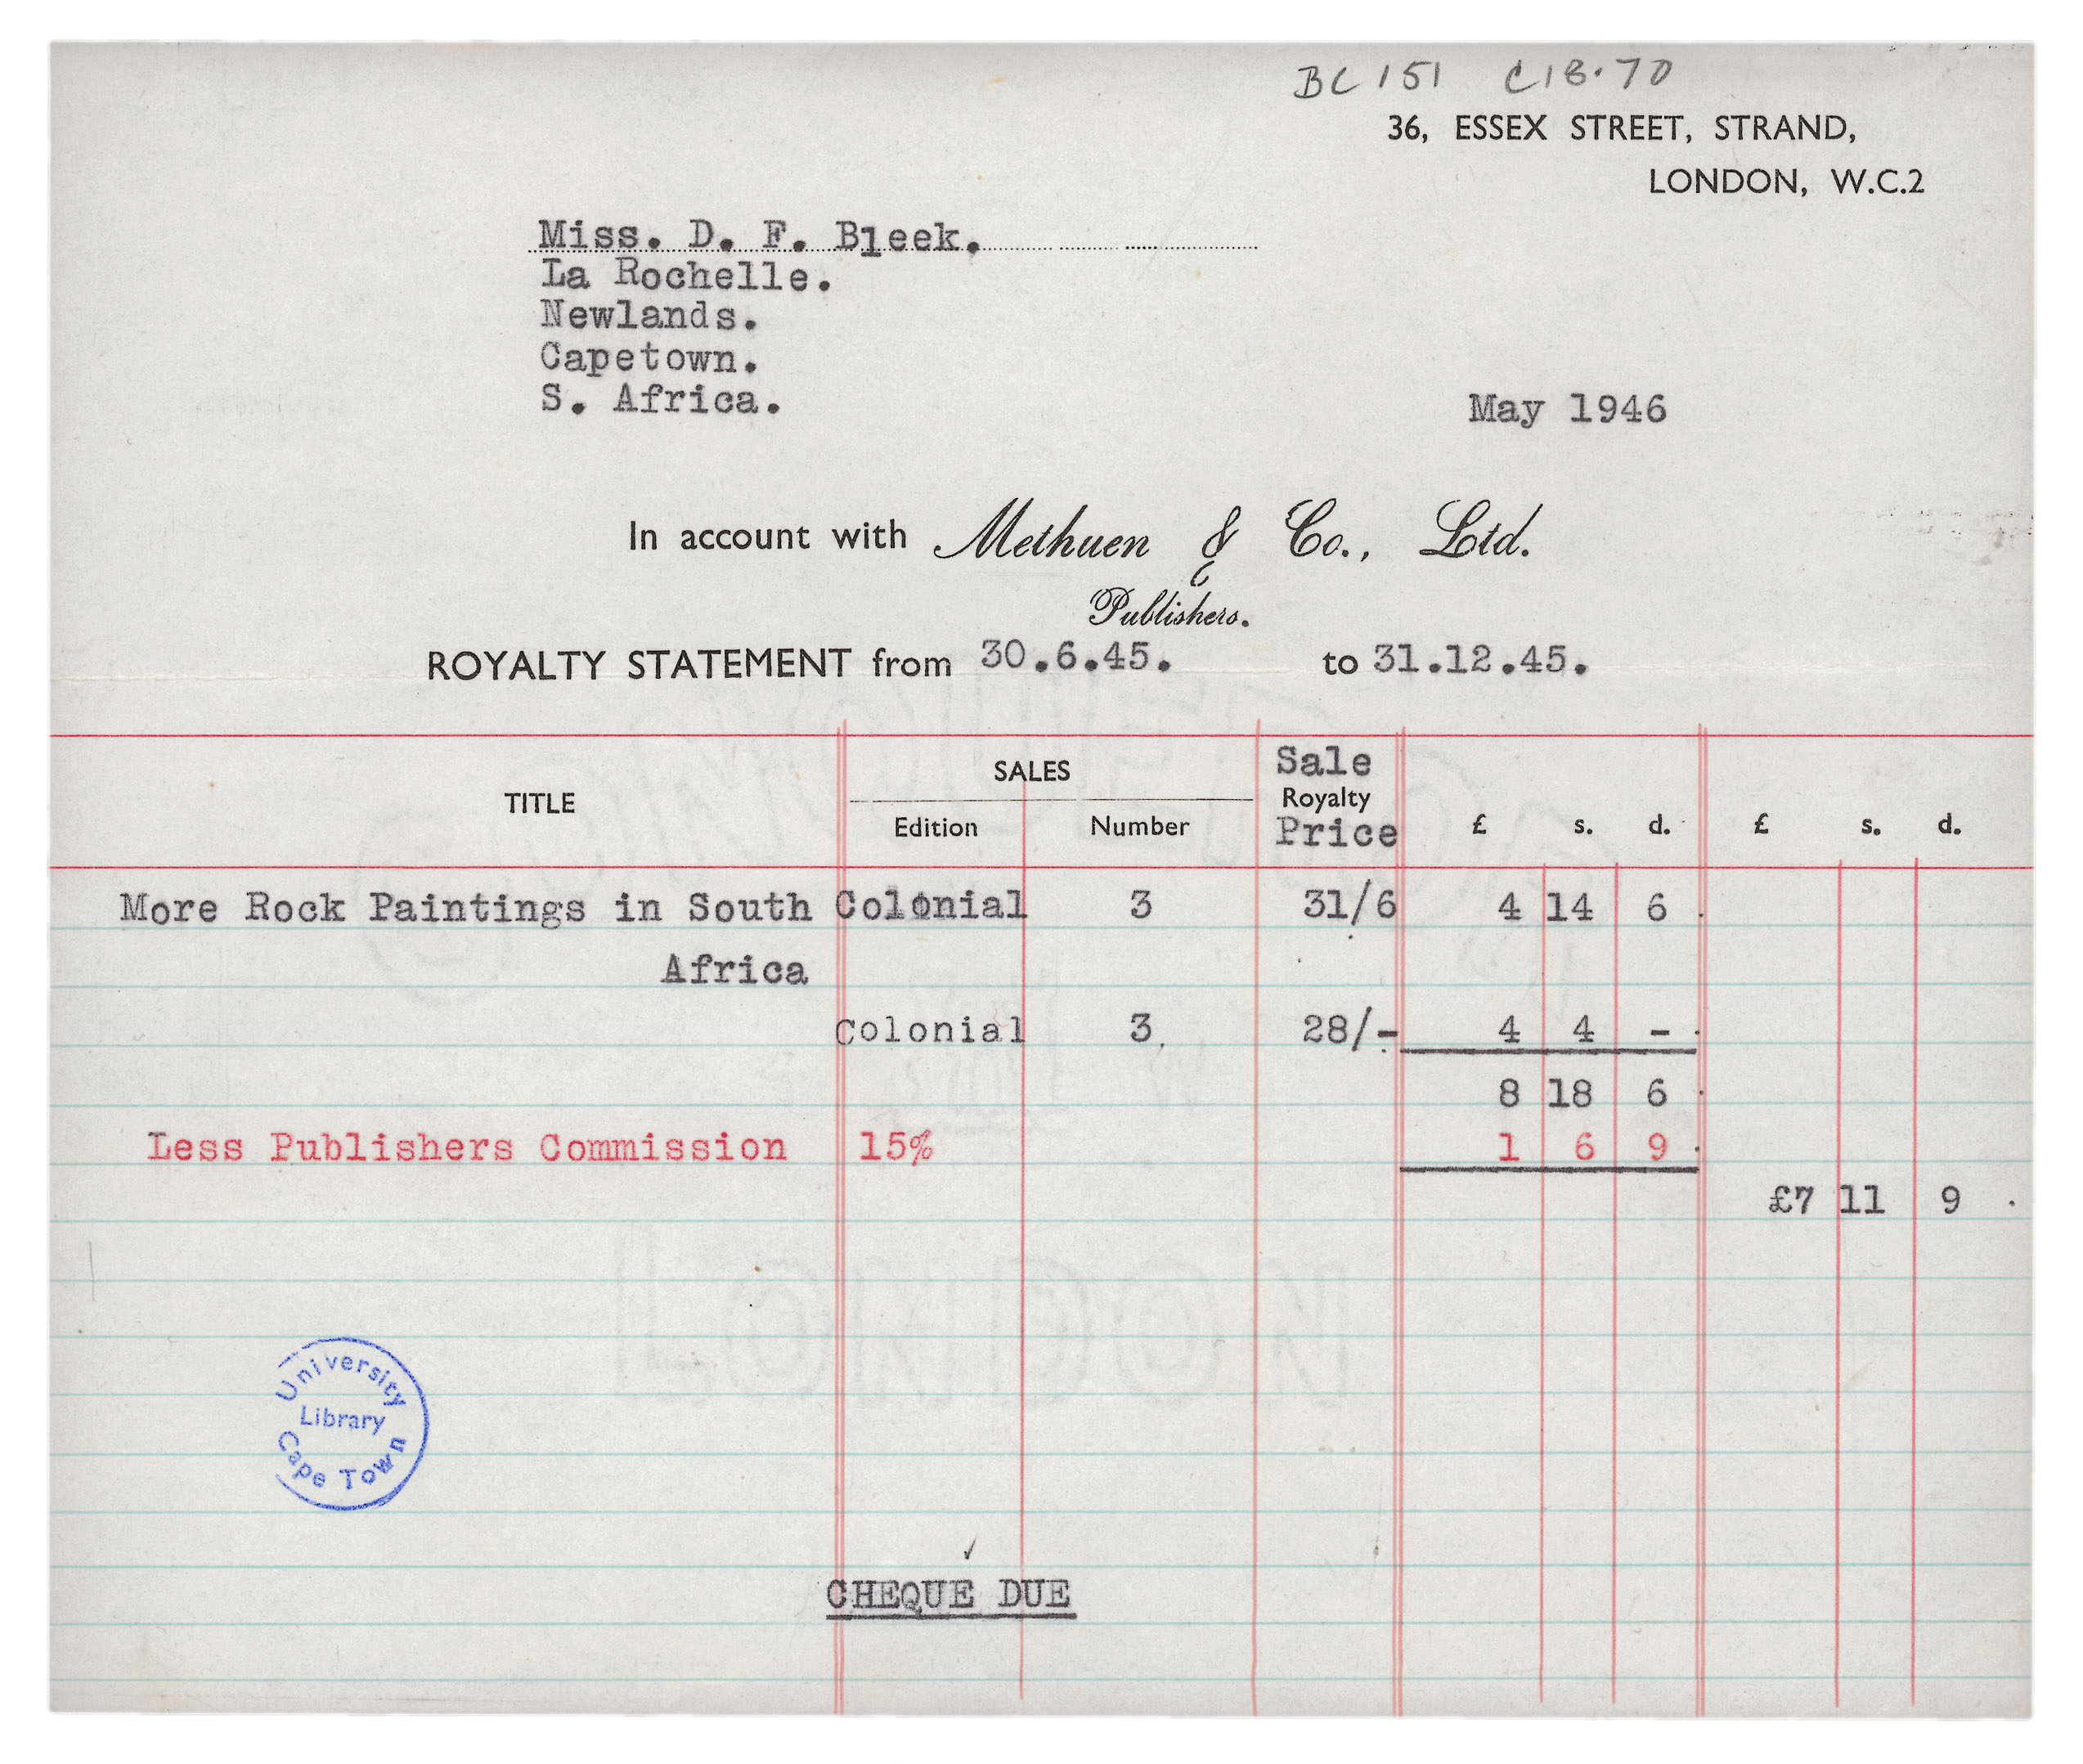 BC 151 C18.70
36, ESSEX STREET, STRAND,
LONDON, W.C.2
Miss. D. F. Bleek.
La Rochelle.
Newlands.
Capetown.
S. Africa.
May 1946
In account with Methuen & Co., Ltd.
Publishers.
ROYALTY STATEMENT from 30.6.45. to 31.12.45.
TITLE SALES Edition Number Sale Royalty Price £ s. d. £ s. d.
More Rock Paintings in South Colonial 3 31/6 4 14 6
Africa
Colonial 3 28/- 4 4 -
8 18 6
Less Publishers Commission 15% 1 6 9
£7 11 9
University
Library
Cape Town
CHEQUE DUE